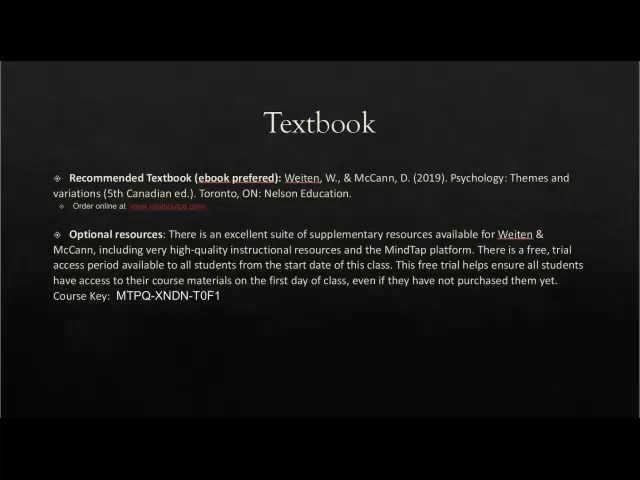 Textbook
Recommended Textbook (ebook prefered): Weiten, W., & McCann, D. (2019). Psychology: Themes and
variations (5th Canadian ed.). Toronto, ON: Nelson Education.
Order online at www.vitalsource.com
Optional resources: There is an excellent suite of supplementary resources available for Weiten &
McCann, including very high-quality instructional resources and the MindTap platform. There is a free, trial
access period available to all students from the start date of this class. This free trial helps ensure all students
have access to their course materials on the first day of class, even if they have not purchased them yet.
Course Key: MTPQ-XNDN-T0F1